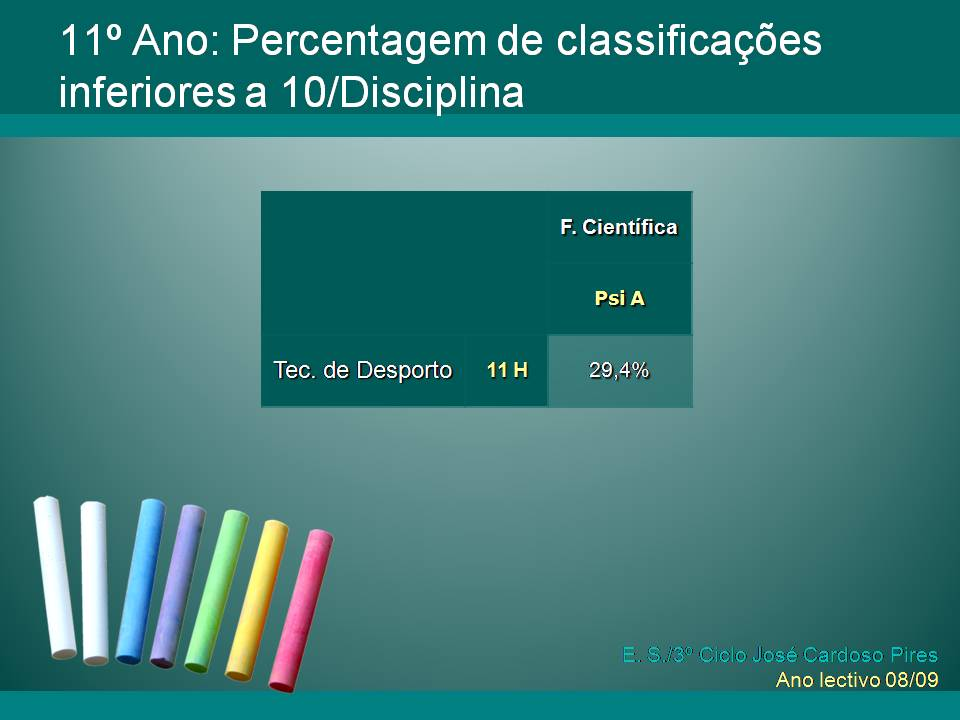 11º Ano: Percentagem de classificações
inferiores a 10/Disciplina
F. Científica
Psi A
Tec. de Desporto 11 H 29,4%
E. S./3º Ciclo José Cardoso Pires
Ano lectivo 08/09